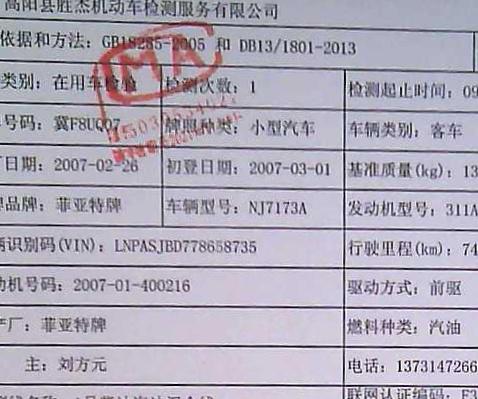 高阳县胜杰机动车检测服务有限公司
依据和方法: GB18285-2005 和 DB13/1801-2013
类别: 在用车检验 检测次数: 1 检测起止时间: 09
号码: 冀F8UQ07 牌照种类: 小型汽车 车辆类别: 客车
日期: 2007-02-26 初登日期: 2007-03-01 基准质量(kg): 13
品牌: 菲亚特牌 车辆型号: NJ7173A 发动机型号: 311A
识别码(VIN): LNPASJBD778658735 行驶里程(km): 74
机号码: 2007-01-400216 驱动方式: 前驱
产厂: 菲亚特牌 燃料种类: 汽油
主: 刘方元 电话: 1373147266
联网认证编码:
MA